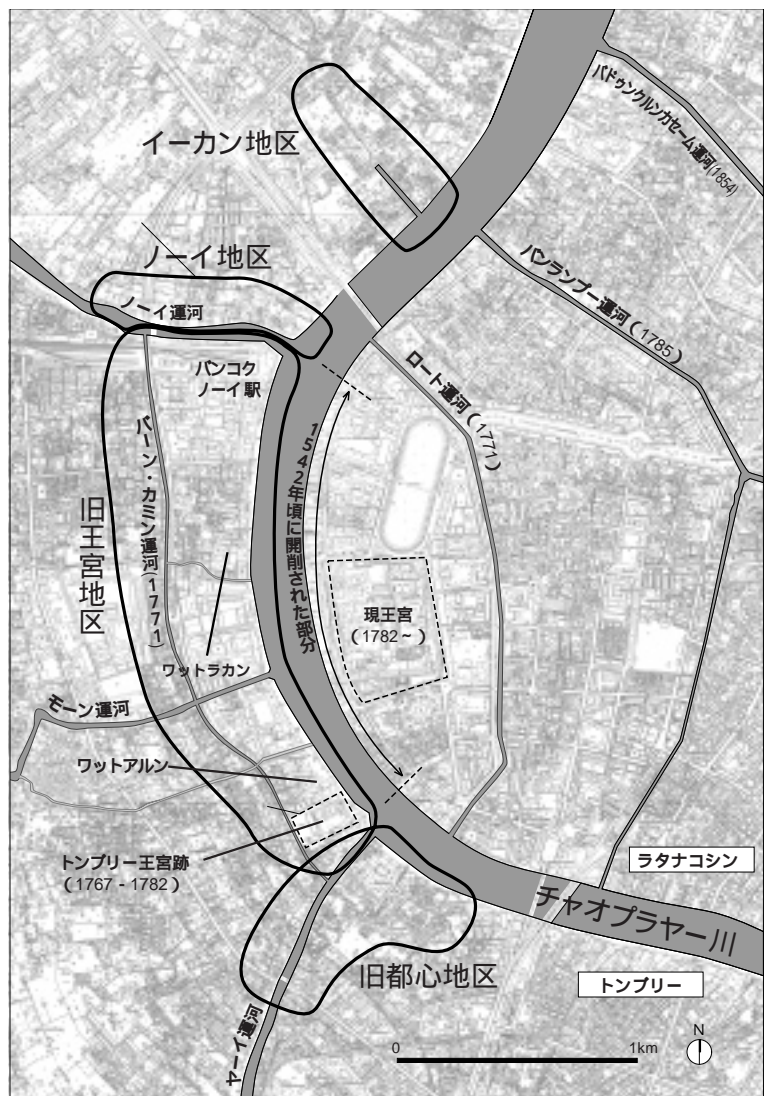 パドゥンクルンカセーム運河(1854)
イーカン地区
バンランプー運河(1785)
ノーイ地区
ノーイ運河
バンコク
ノーイ駅
ロート運河(1771)
1542年頃に開削された部分
バーン・カミン運河(1771)
旧王宮地区
現王宮
(1782~)
ワットラカン
モーン運河
ワットアルン
トンブリー王宮跡
(1767 - 1782)
ラタナコシン
チャオプラヤー川
旧都心地区
トンブリー
ヤーイ運河
0
1km
N